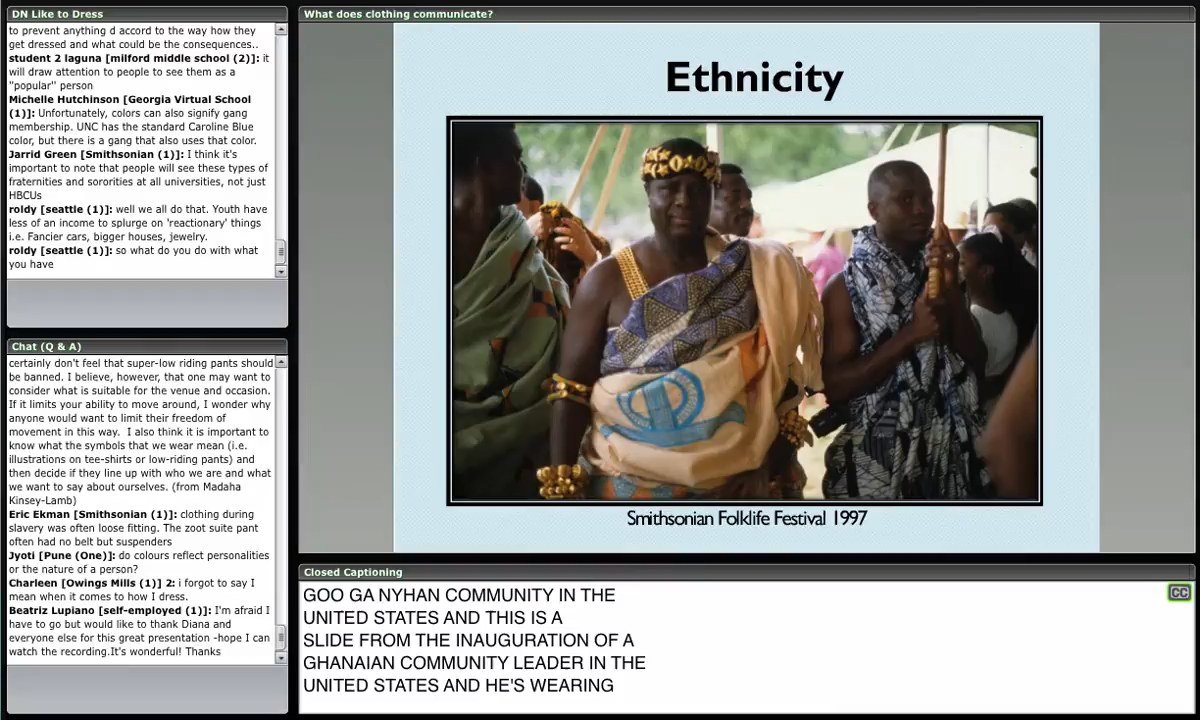 DN Like to Dress
to prevent anything d accord to the way how they
get dressed and what could be the consequences..
student 2 laguna [milford middle school (2)]: it
will draw attention to people to see them as a
"popular" person
Michelle Hutchinson [Georgia Virtual School
(1)]: Unfortunately, colors can also signify gang
membership. UNC has the standard Caroline Blue
color, but there is a gang that also uses that color.
Jarrid Green [Smithsonian (1)]: I think it's
important to note that people will see these types of
fraternities and sororities at all universities, not just
HBCUs
roldy [seattle (1)]: well we all do that. Youth have
less of an income to splurge on 'reactionary' things
i.e. Fancier cars, bigger houses, jewelry.
roldy [seattle (1)]: so what do you do with what
you have
Chat (Q & A)
certainly don't feel that super-low riding pants should
be banned. I believe, however, that one may want to
consider what is suitable for the venue and occasion.
If it limits your ability to move around, I wonder why
anyone would want to limit their freedom of
movement in this way.  I also think it is important to
know what the symbols that we wear mean (i.e.
illustrations on tee-shirts or low-riding pants) and
then decide if they line up with who we are and what
we want to say about ourselves. (from Madaha
Kinsey-Lamb)
Eric Ekman [Smithsonian (1)]: clothing during
slavery was often loose fitting. The zoot suite pant
often had no belt but suspenders
Jyoti [Pune (One)]: do colours reflect personalities
or the nature of a person?
Charleen [Owings Mills (1)] 2: i forgot to say I
mean when it comes to how I dress.
Beatriz Lupiano [self-employed (1)]: I'm afraid I
have to go but would like to thank Diana and
everyone else for this great presentation -hope I can
watch the recording.It's wonderful! Thanks
What does clothing communicate?
Ethnicity
Smithsonian Folklife Festival 1997
Closed Captioning
CC
GOO GA NYHAN COMMUNITY IN THE
UNITED STATES AND THIS IS A
SLIDE FROM THE INAUGURATION OF A
GHANAIAN COMMUNITY LEADER IN THE
UNITED STATES AND HE'S WEARING